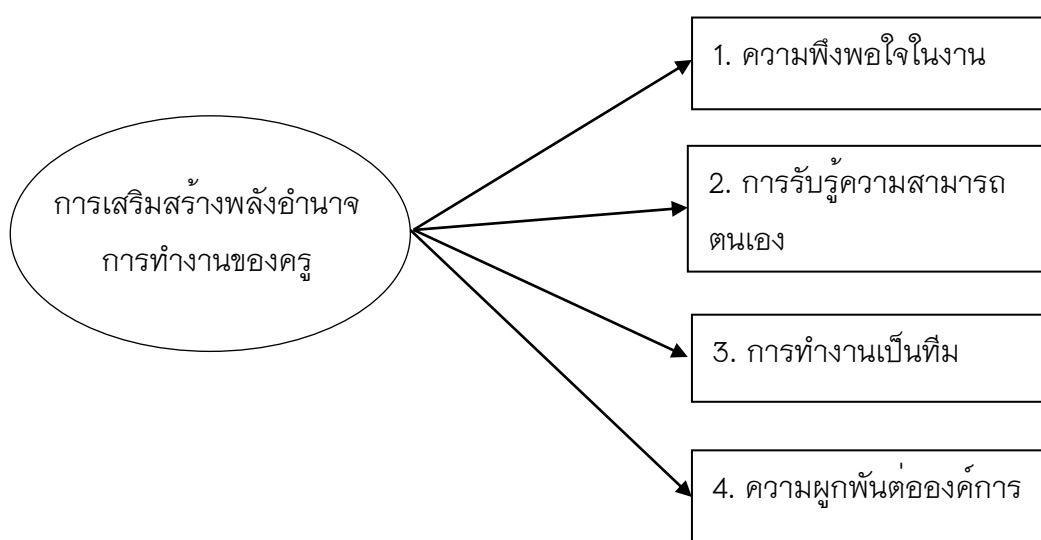 การเสริมสร้างพลังอำนาจ
การทำงานของครู
1. ความพึงพอใจในงาน
2. การรับรู้ความสามารถ
ตนเอง
3. การทำงานเป็นทีม
4. ความผูกพันต่อองค์การ